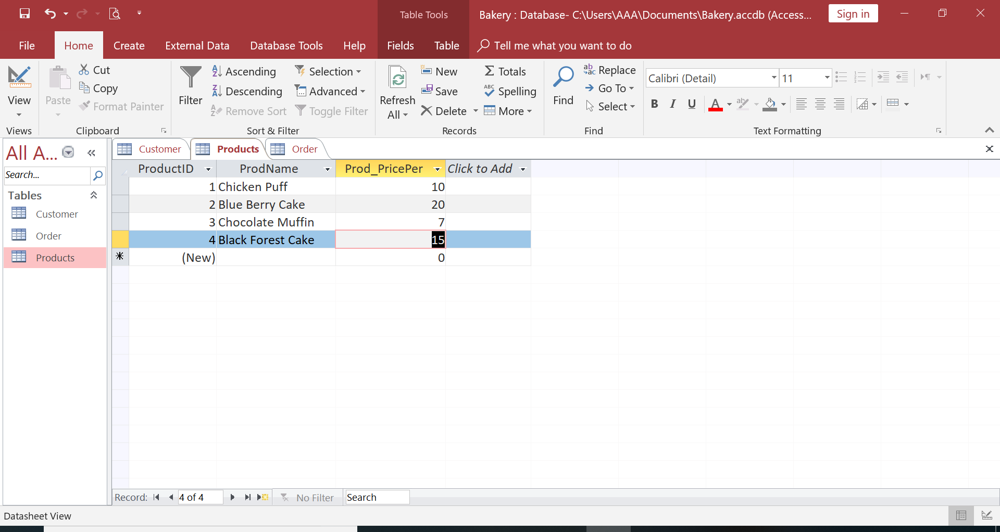 Table Tools
Bakery : Database- C:\Users\AAA\Documents\Bakery.accdb (Access...
Sign in
File
Home
Create
External Data
Database Tools
Help
Fields
Table
Tell me what you want to do
View
Views
Paste
Cut
Copy
Format Painter
Clipboard
Filter
Ascending
Descending
Remove Sort
Selection
Advanced
Toggle Filter
Sort & Filter
Refresh
All
New
Save
Delete
Totals
Spelling
More
Records
Find
Replace
Go To
Select
Find
Calibri (Detail)
11
B I U A
Text Formatting
All A...
Search...
Tables
Customer
Order
Products
Customer
Products
Order
ProductID ProdName Prod_PricePer Click to Add
1 Chicken Puff 10
2 Blue Berry Cake 20
3 Chocolate Muffin 7
4 Black Forest Cake 15
(New) 0
Record: 4 of 4 No Filter Search
Datasheet View